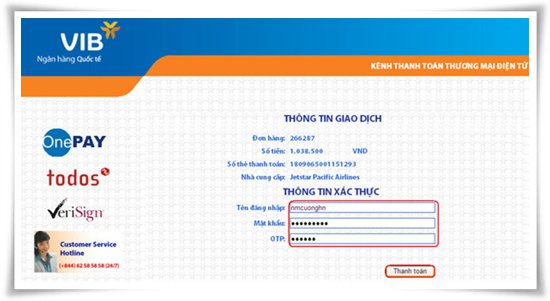 VIB
Ngân hàng Quốc tế
KÊNH THANH TOÁN THƯƠNG MẠI ĐIỆN TỬ
THÔNG TIN GIAO DỊCH
Đơn hàng: 266287
Số tiền: 1.038.500 VND
Số thẻ thanh toán: 1809065001151293
Nhà cung cấp: Jetstar Pacific Airlines
THÔNG TIN XÁC THỰC
Tên đăng nhập: nmcuonghn
Mật khẩu: •••••••••
OTP: ••••••
Thanh toán
OnePAY
todos
VeriSign
Customer Service
Hotline
(+844) 62 58 58 58 (24/7)